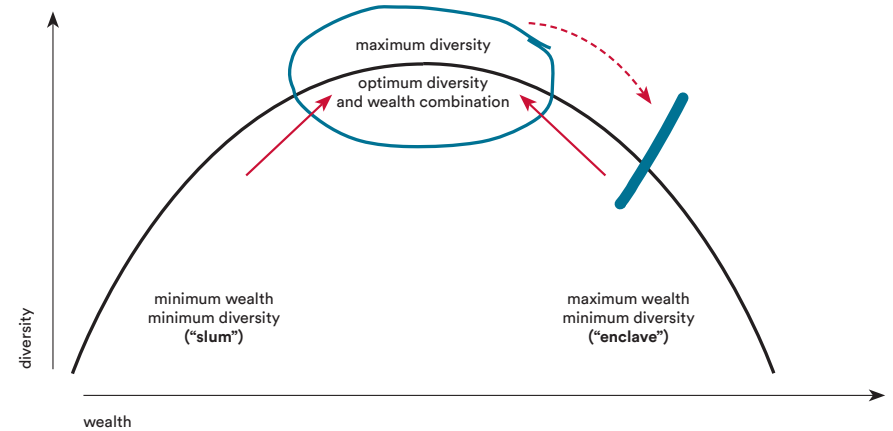 maximum diversity
optimum diversity
and wealth combination
minimum wealth
minimum diversity
(“slum”)
maximum wealth
minimum diversity
(“enclave”)
diversity
wealth